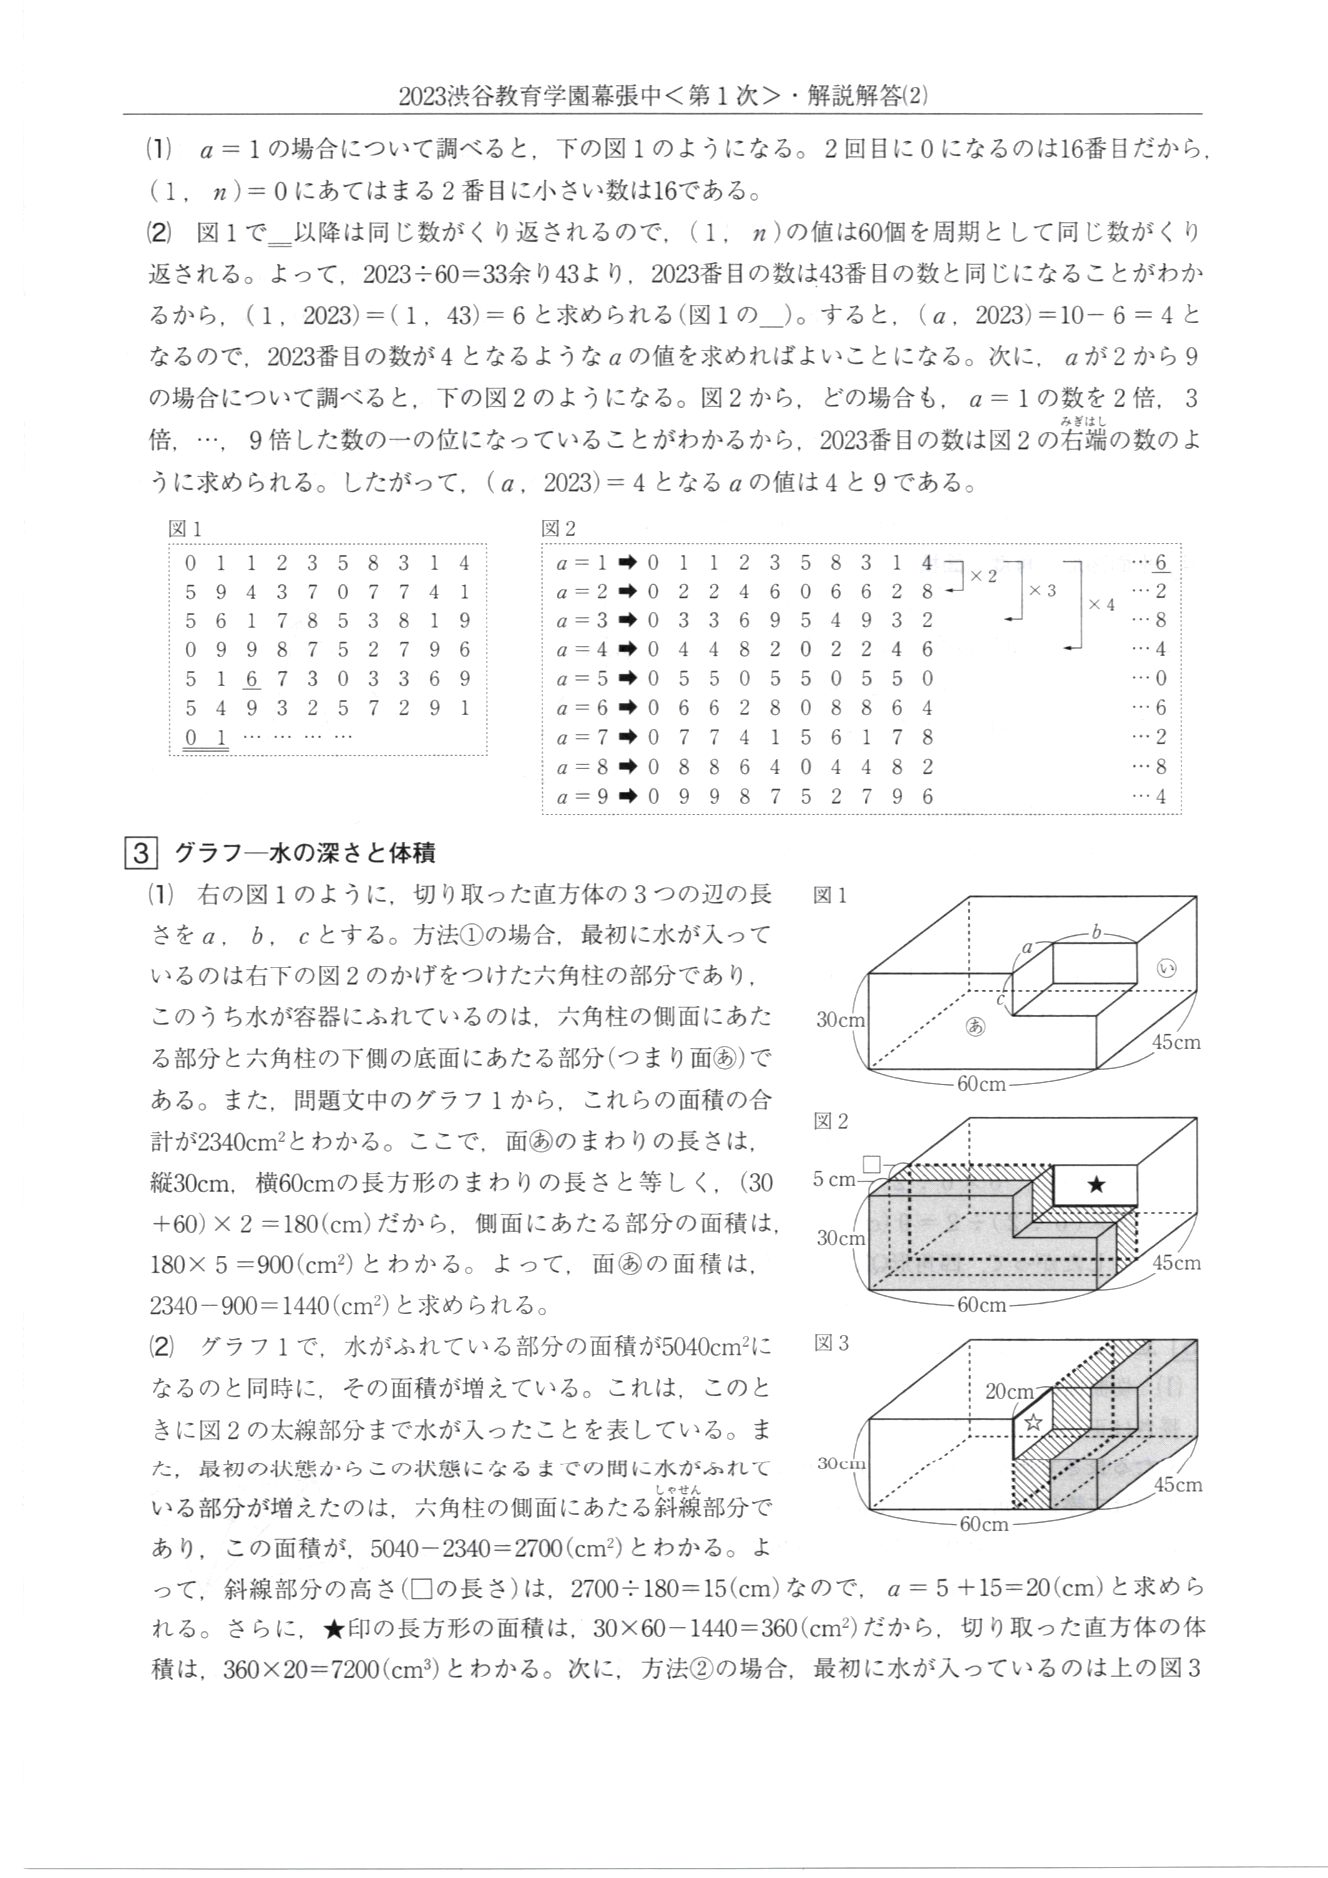 2023渋谷教育学園幕張中＜第１次＞・解説解答(2)
(1)　a＝１の場合について調べると，下の図１のようになる。２回目に０になるのは16番目だから，
(１，n)＝０にあてはまる２番目に小さい数は16である。
(2)　図１で＿以降は同じ数がくり返されるので，(１，n)の値は60個を周期として同じ数がくり
返される。よって，2023÷60＝33余り43より，2023番目の数は43番目の数と同じになることがわか
るから，(１，2023)＝(１，43)＝６と求められる(図１の＿)。すると，(a，2023)＝10－６＝４と
なるので，2023番目の数が４となるようなaの値を求めればよいことになる。次に，aが２から９
の場合について調べると，下の図２のようになる。図２から，どの場合も，a＝１の数を２倍，３
倍，…，９倍した数の一の位になっていることがわかるから，2023番目の数は図２の右端の数のよ
みぎはし
うに求められる。したがって，(a，2023)＝４となるaの値は４と９である。
図１
0 1 1 2 3 5 8 3 1 4
5 9 4 3 7 0 7 7 4 1
5 6 1 7 8 5 3 8 1 9
0 9 9 8 7 5 2 7 9 6
5 1 6 7 3 0 3 3 6 9
5 4 9 3 2 5 7 2 9 1
0 1 … … … …
図２
a＝1 ➡ 0 1 1 2 3 5 8 3 1 4 …6
a＝2 ➡ 0 2 2 4 6 0 6 6 2 8 …2
a＝3 ➡ 0 3 3 6 9 5 4 9 3 2 …8
a＝4 ➡ 0 4 4 8 2 0 2 2 4 6 …4
a＝5 ➡ 0 5 5 0 5 5 0 5 5 0 …0
a＝6 ➡ 0 6 6 2 8 0 8 8 6 4 …6
a＝7 ➡ 0 7 7 4 1 5 6 1 7 8 …2
a＝8 ➡ 0 8 8 6 4 0 4 4 8 2 …8
a＝9 ➡ 0 9 9 8 7 5 2 7 9 6 …4
×2
×3
×4
3 グラフ―水の深さと体積
(1)　右の図１のように，切り取った直方体の３つの辺の長
さをa，b，cとする。方法①の場合，最初に水が入って
いるのは右下の図２のかげをつけた六角柱の部分であり，
このうち水が容器にふれているのは，六角柱の側面にあた
る部分と六角柱の下側の底面にあたる部分(つまり面㋐)で
ある。また，問題文中のグラフ１から，これらの面積の合
計が2340cm²とわかる。ここで，面㋐のまわりの長さは，
縦30cm，横60cmの長方形のまわりの長さと等しく，(30
＋60)×２＝180(cm)だから，側面にあたる部分の面積は，
180×５＝900(cm²)とわかる。よって，面㋐の面積は，
2340－900＝1440(cm²)と求められる。
(2)　グラフ１で，水がふれている部分の面積が5040cm²に
なるのと同時に，その面積が増えている。これは，このと
きに図２の太線部分まで水が入ったことを表している。ま
た，最初の状態からこの状態になるまでの間に水がふれて
いる部分が増えたのは，六角柱の側面にあたる斜線部分で
しゃせん
あり，この面積が，5040－2340＝2700(cm²)とわかる。よ
って，斜線部分の高さ(□の長さ)は，2700÷180＝15(cm)なので，a＝５＋15＝20(cm)と求めら
れる。さらに，★印の長方形の面積は，30×60－1440＝360(cm²)だから，切り取った直方体の体
積は，360×20＝7200(cm³)とわかる。次に，方法②の場合，最初に水が入っているのは上の図３
図１
a
b
c
㋐
㋑
30cm
45cm
60cm
図２
□
5cm
★
30cm
45cm
60cm
図３
20cm
☆
30cm
45cm
60cm